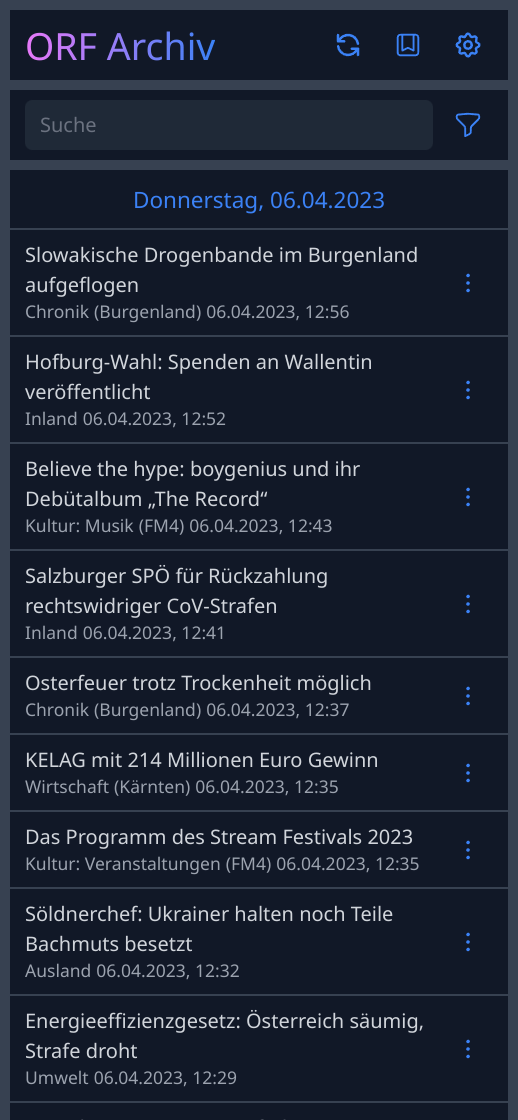 ORF Archiv
Suche
Donnerstag, 06.04.2023
Slowakische Drogenbande im Burgenland
aufgeflogen
Chronik (Burgenland) 06.04.2023, 12:56
Hofburg-Wahl: Spenden an Wallentin
veröffentlicht
Inland 06.04.2023, 12:52
Believe the hype: boygenius und ihr
Debütalbum „The Record“
Kultur: Musik (FM4) 06.04.2023, 12:43
Salzburger SPÖ für Rückzahlung
rechtswidriger CoV-Strafen
Inland 06.04.2023, 12:41
Osterfeuer trotz Trockenheit möglich
Chronik (Burgenland) 06.04.2023, 12:37
KELAG mit 214 Millionen Euro Gewinn
Wirtschaft (Kärnten) 06.04.2023, 12:35
Das Programm des Stream Festivals 2023
Kultur: Veranstaltungen (FM4) 06.04.2023, 12:35
Söldnerchef: Ukrainer halten noch Teile
Bachmuts besetzt
Ausland 06.04.2023, 12:32
Energieeffizienzgesetz: Österreich säumig,
Strafe droht
Umwelt 06.04.2023, 12:29